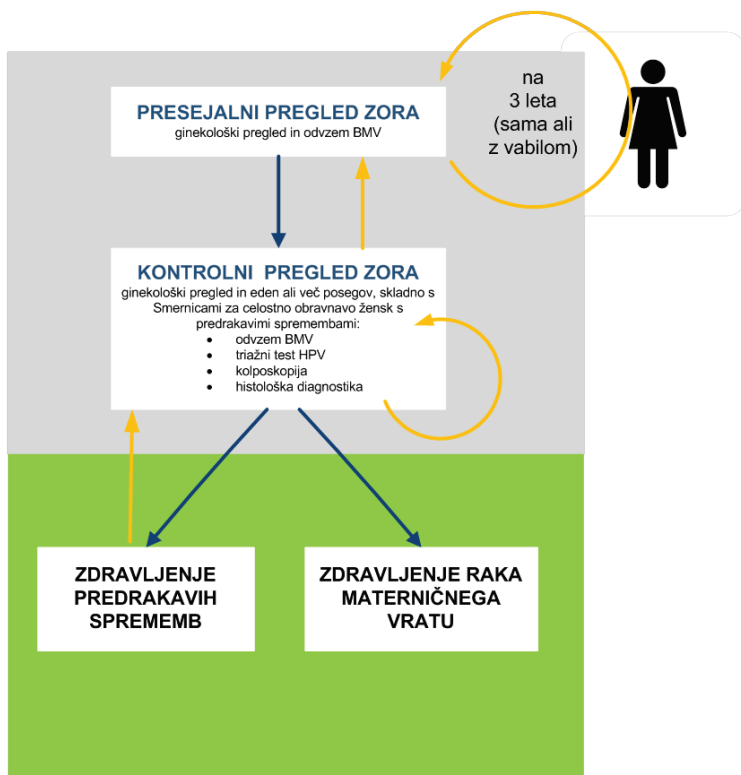 PRESEJALNI PREGLED ZORA
ginekološki pregled in odvzem BMV
na
3 leta
(sama ali
z vabilom)
KONTROLNI PREGLED ZORA
ginekološki pregled in eden ali več posegov, skladno s
Smernicami za celostno obravnavo žensk s
predrakavimi spremembami:
• odvzem BMV
• triažni test HPV
• kolposkopija
• histološka diagnostika
ZDRAVLJENJE
PREDRAKAVIH
SPREMEMB
ZDRAVLJENJE RAKA
MATERNIČNEGA
VRATU